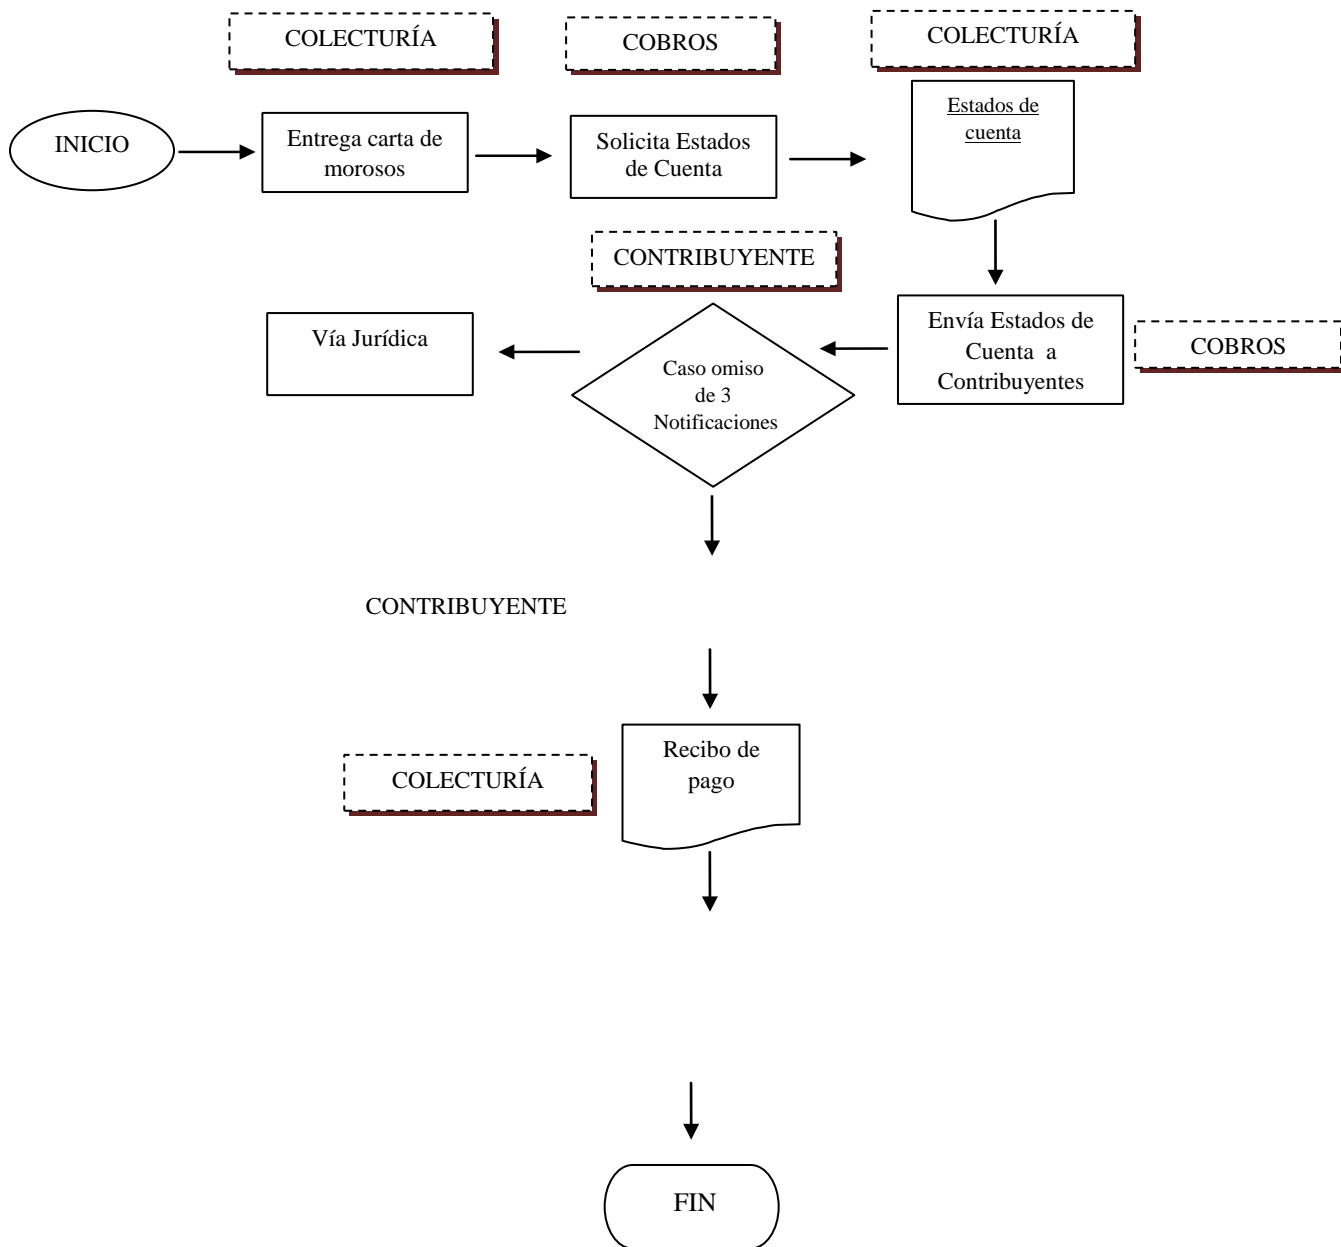 COLECTURÍA
COBROS
COLECTURÍA
INICIO
Entrega carta de
morosos
Solicita Estados
de Cuenta
Estados de
cuenta
CONTRIBUYENTE
Vía Jurídica
Caso omiso
de 3
Notificaciones
Envía Estados de
Cuenta a
Contribuyentes
COBROS
CONTRIBUYENTE
COLECTURÍA
Recibo de
pago
FIN